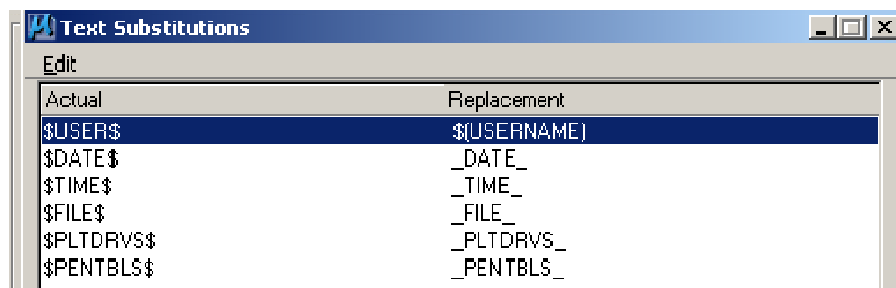 Text Substitutions
Edit
Actual Replacement
$USER$ $(USERNAME)
$DATE$ _DATE_
$TIME$ _TIME_
$FILE$ _FILE_
$PLTDRVS$ _PLTDRVS_
$PENTBLS$ _PENTBLS_